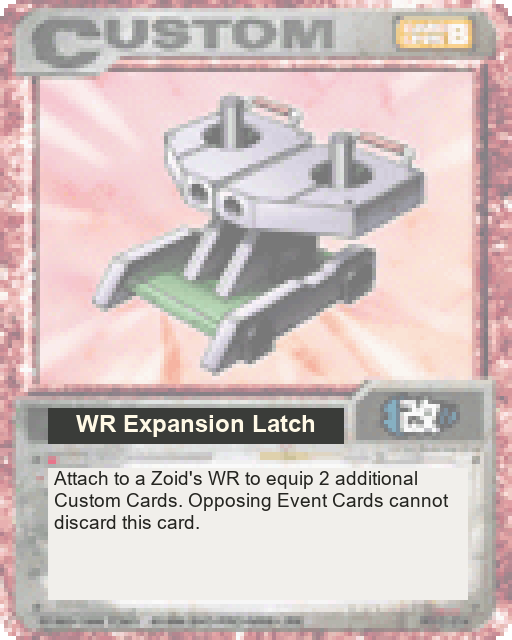 CUSTOM
B
WR Expansion Latch
Attach to a Zoid's WR to equip 2 additional
Custom Cards. Opposing Event Cards cannot
discard this card.